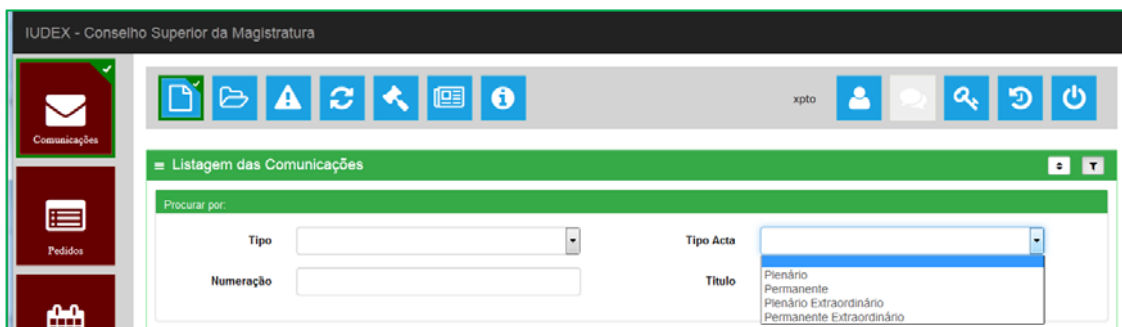 IUDEX - Conselho Superior da Magistratura
xpto
Comunicações
Listagem das Comunicações
Procurar por:
Tipo
Tipo Acta
Pedidos
Numeração
Título
Plenário
Permanente
Plenário Extraordinário
Permanente Extraordinário